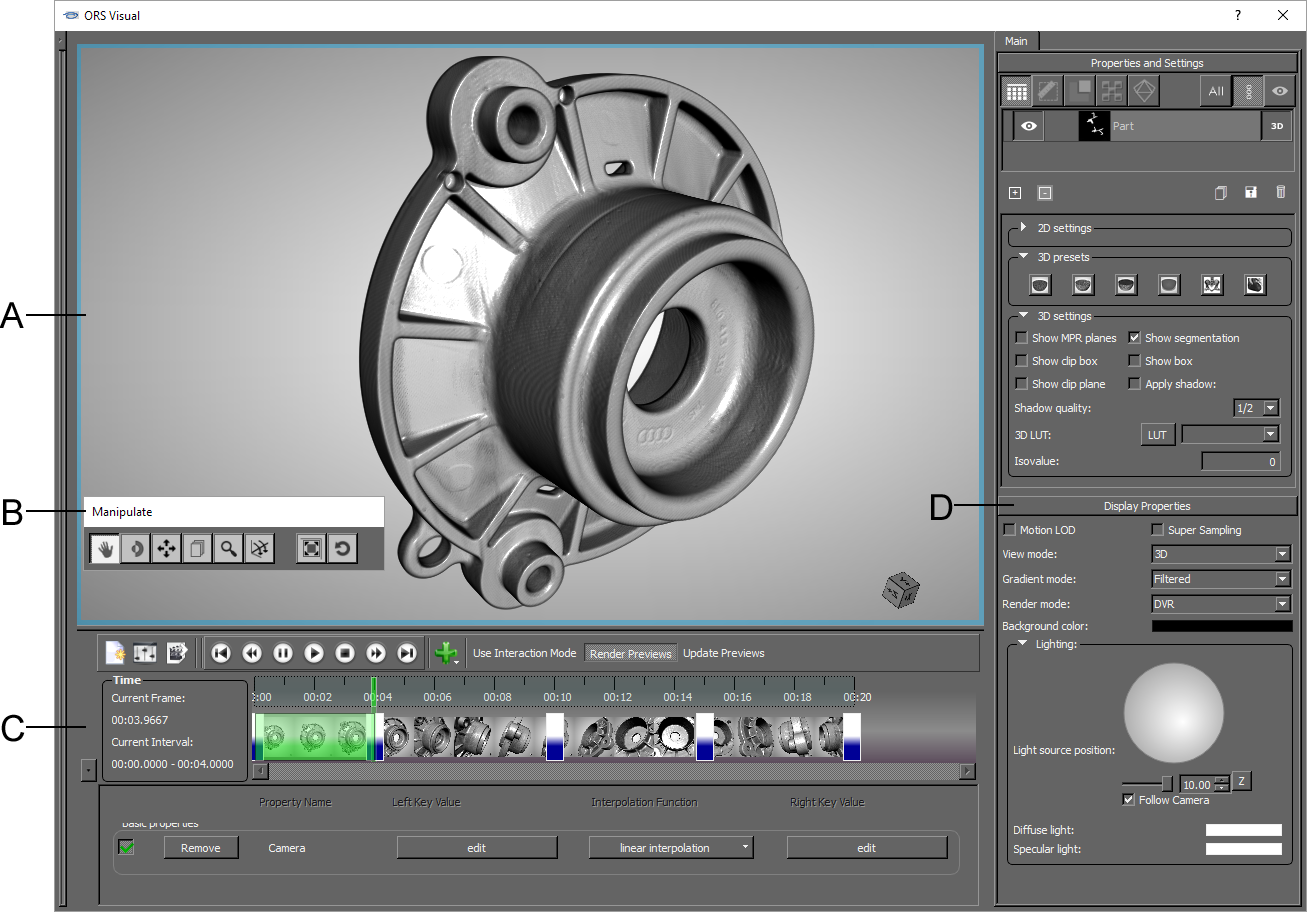 ORS Visual
?
Main
Properties and Settings
All
Part
3D
2D settings
3D presets
3D settings
Show MPR planes
Show segmentation
Show clip box
Show box
Show clip plane
Apply shadow:
Shadow quality:
1/2
3D LUT:
LUT
Isovalue:
0
A
B
Manipulate
C
D
Display Properties
Motion LOD
Super Sampling
View mode:
3D
Gradient mode:
Filtered
Render mode:
DVR
Background color:
Lighting:
Light source position:
10.00
Z
Follow Camera
Diffuse light:
Specular light:
Use Interaction Mode
Render Previews
Update Previews
Time
Current Frame:
00:03.9667
Current Interval:
00:00.0000 - 00:04.0000
00:02
00:06
00:08
00:10
00:12
00:14
00:16
00:18
00:20
Property Name
Left Key Value
Interpolation Function
Right Key Value
Basic properties
Remove
Camera
edit
linear interpolation
edit